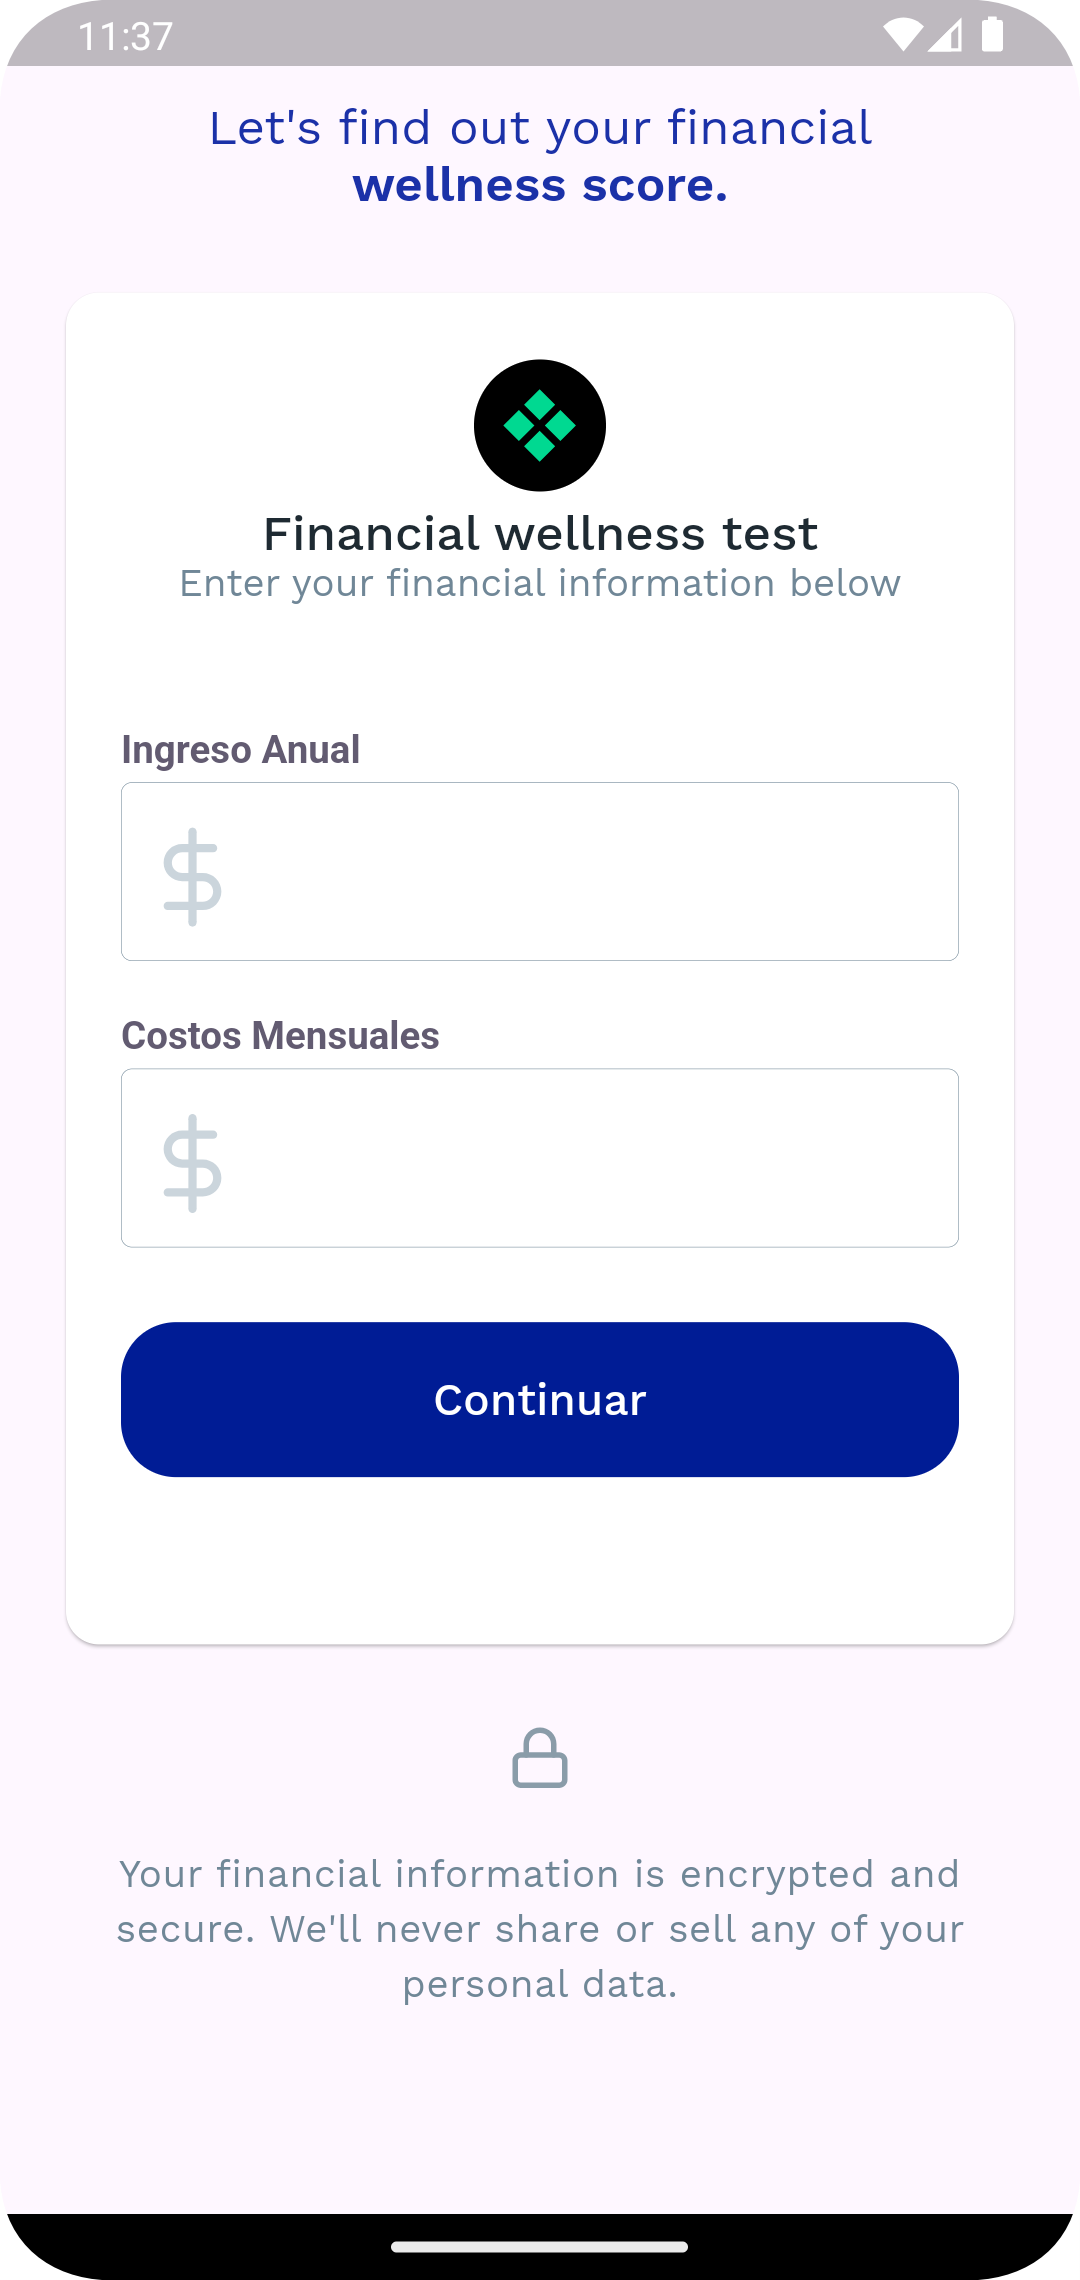 11:37
Let's find out your financial
wellness score.
Financial wellness test
Enter your financial information below
Ingreso Anual
$
Costos Mensuales
$
Continuar
Your financial information is encrypted and
secure. We'll never share or sell any of your
personal data.